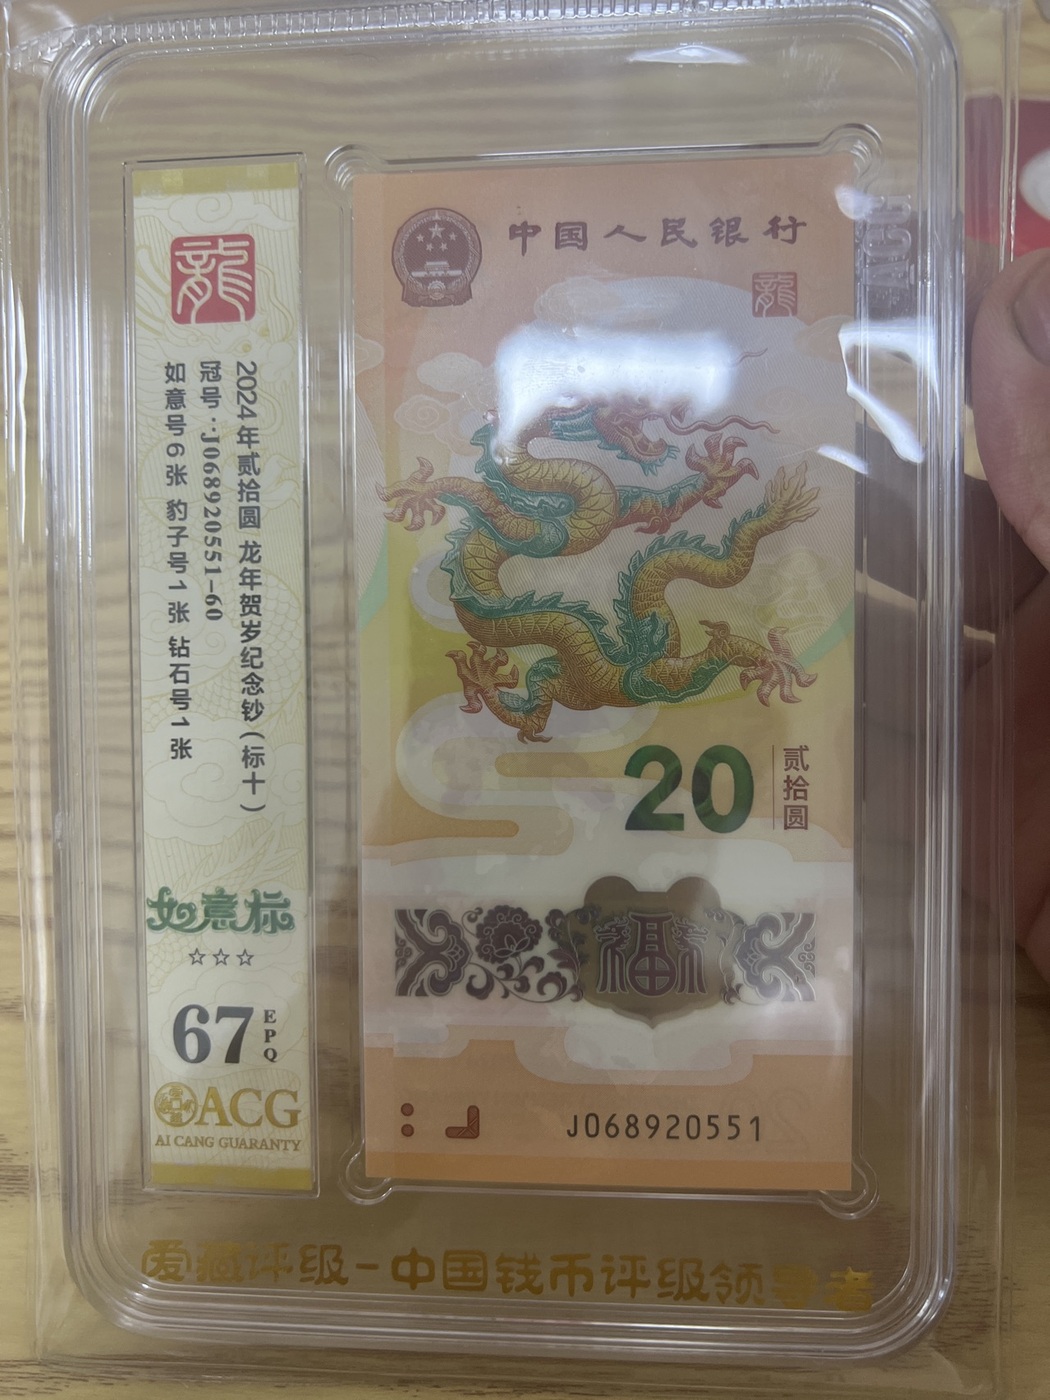 龍
2024年贰拾圆 龙年贺岁纪念钞(标十)
冠号:J068920551-60
如意号6张 豹子号1张 钻石号1张
如意标
☆☆☆
67 EPQ
ACG
AI CANG GUARANTY
中国人民银行
龍
20 贰拾圆
福
J068920551
爱藏评级-中国钱币评级领导者